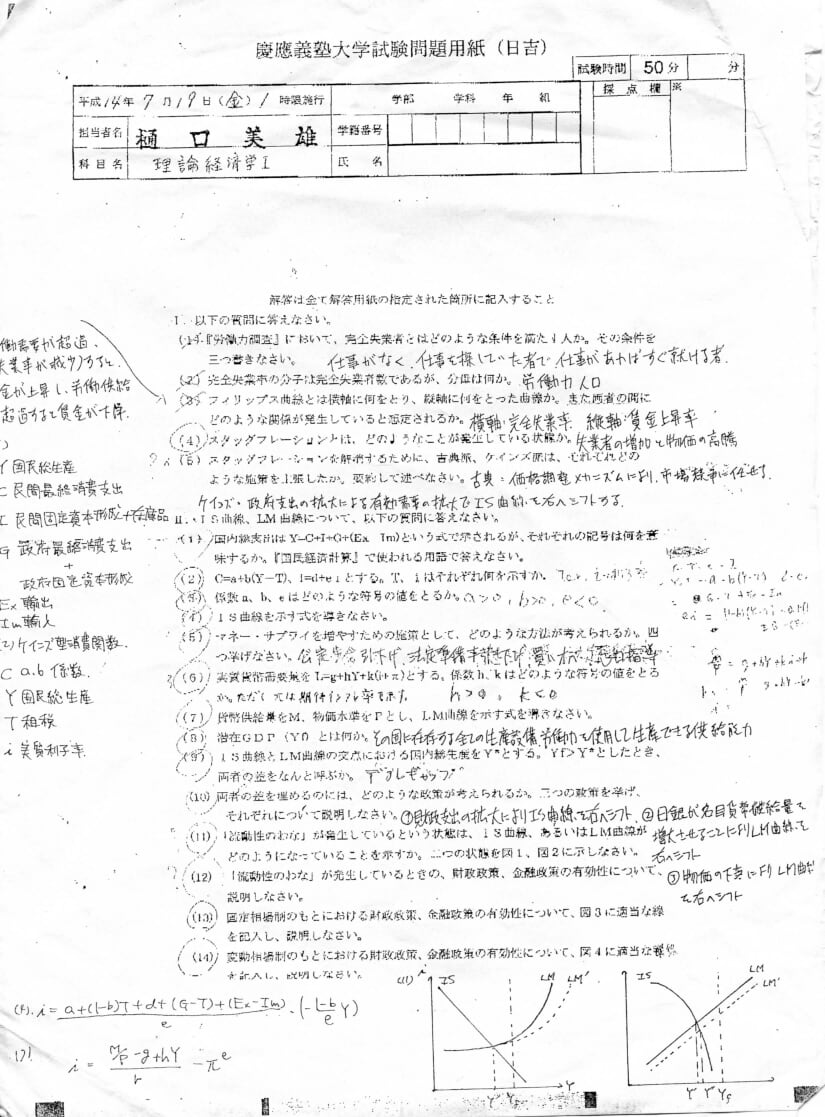 慶應義塾大学試験問題用紙（日吉）
試験時間 50分 分
平成14年7月19日(金)1時限施行 学部 学科 年 組 採点欄 ※
担当者名 樋口美雄 学籍番号
科目名 理論経済学I 氏名
解答は全て解答用紙の指定された箇所に記入すること
I. 以下の質問に答えなさい。
(1)『労働力調査』において、完全失業者とはどのような条件を満たす人か。その条件を
三つ書きなさい。 仕事がなく、仕事を探していた者で、仕事があればすぐ就ける者.
(2) 完全失業率の分子は完全失業者数であるが、分母は何か。労働力人口
(3) フィリップス曲線とは横軸に何をとり、縦軸に何をとった曲線か。また両者の間に
どのような関係が発生していると想定されるか。横軸:完全失業率 縦軸:賃金上昇率
(4) スタッグフレーションとは、どのようなことが発生している状態か。失業者の増加と物価の高騰
(5) スタッグフレーションを解消するために、古典派、ケインズ派は、それぞれどの
ような施策を主張したか。要約して述べなさい。古典=価格調整メカニズムにより、市場
ケインズ・政府支出の拡大による有効需要の拡大でIS曲線を右へシフトする.
II. IS曲線、LM曲線について、以下の質問に答えなさい。
(1) 国内総支出はY=C+I+G+(Ex-Im)という式で示されるが、それぞれの記号は何を意
味するか。『国民経済計算』で使われる用語で答えなさい。
(2) C=a+b(Y-T)、I=d+eiとする。T、iはそれぞれ何を示すか。
(3) 係数a、b、eはどのような符号の値をとるか。a>0, b>0, e<0
(4) IS曲線を示す式を導きなさい。
(5) マネー・サプライを増やすための施策として、どのような方法が考えられるか。四
つ挙げなさい。公定歩合引下げ、法定準備率引き下げ、買いオペ、窓口指導
(6) 実質貨幣需要量をL=g+hY+k(i+π)とする。係数h、kはどのような符号の値をとる
か。ただしπは期待インフレ率を示す h>0, k<0
(7) 貨幣供給量をM、物価水準をPとし、LM曲線を示す式を導きなさい。
(8) 潜在GDP（Yf）とは何か。その国に存在する全ての生産設備、労働力を使用して生産できる供給能力
(9) IS曲線とLM曲線の交点における国内総生産をY*とする。Yf>Y*としたとき、
両者の差をなんと呼ぶか。デフレギャップ
(10) 両者の差を埋めるのには、どのような政策が考えられるか。三つの政策を挙げ、
それぞれについて説明しなさい。①財政支出の拡大によりIS曲線を右へシフト、②日銀が名目貨幣供給量を
増大させることによりLM曲線を
右へシフト
③物価の下落によりLM曲線
を右へシフト
(11) 「流動性のわな」が発生しているという状態は、IS曲線、あるいはLM曲線が
どのようになっていることを示すか。二つの状態を図1、図2に示しなさい。
(12) 「流動性のわな」が発生しているときの、財政政策、金融政策の有効性について、
説明しなさい。
(13) 固定相場制のもとにおける財政政策、金融政策の有効性について、図3に適当な線
を記入し、説明しなさい。
(14) 変動相場制のもとにおける財政政策、金融政策の有効性について、図4に適当な線
を記入し、説明しなさい。
働需要が超過、
失業率が減少)すると、
金が上昇し、労働供給
超過すると賃金が下降.
Y 国民総生産
C 民間最終消費支出
I 民間固定資本形成+在庫品
G 政府最終消費支出
+
政府固定資本形成
Ex 輸出
Im 輸入
(2) ケインズ型消費関数.
C a.b 係数.
Y 国民総生産
T 租税
i 実質利子率
(4). i = a+(1-b)T+d+(G-T)+(Ex-Im) / e · (-1-b/e Y)
(7) i = M/P -g+hY / k - π^e
(11) i IS LM LM' Y* Yf Y
IS LM LM' Y* Y' Yf